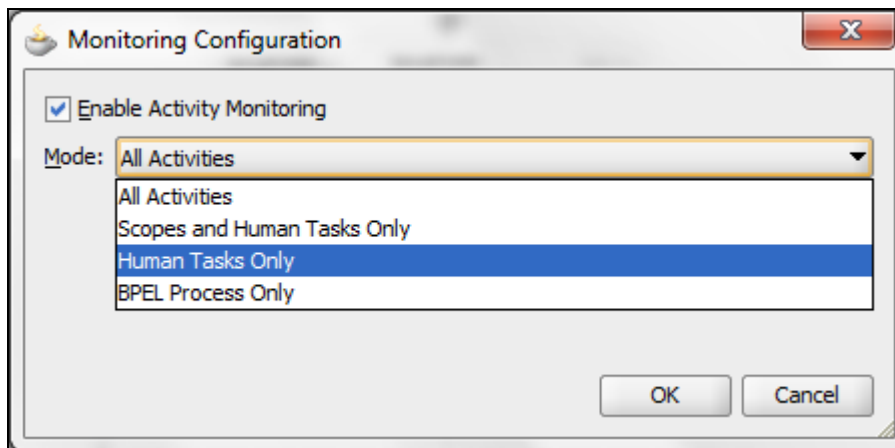 Monitoring Configuration
Enable Activity Monitoring
Mode: All Activities
All Activities
Scopes and Human Tasks Only
Human Tasks Only
BPEL Process Only
OK Cancel